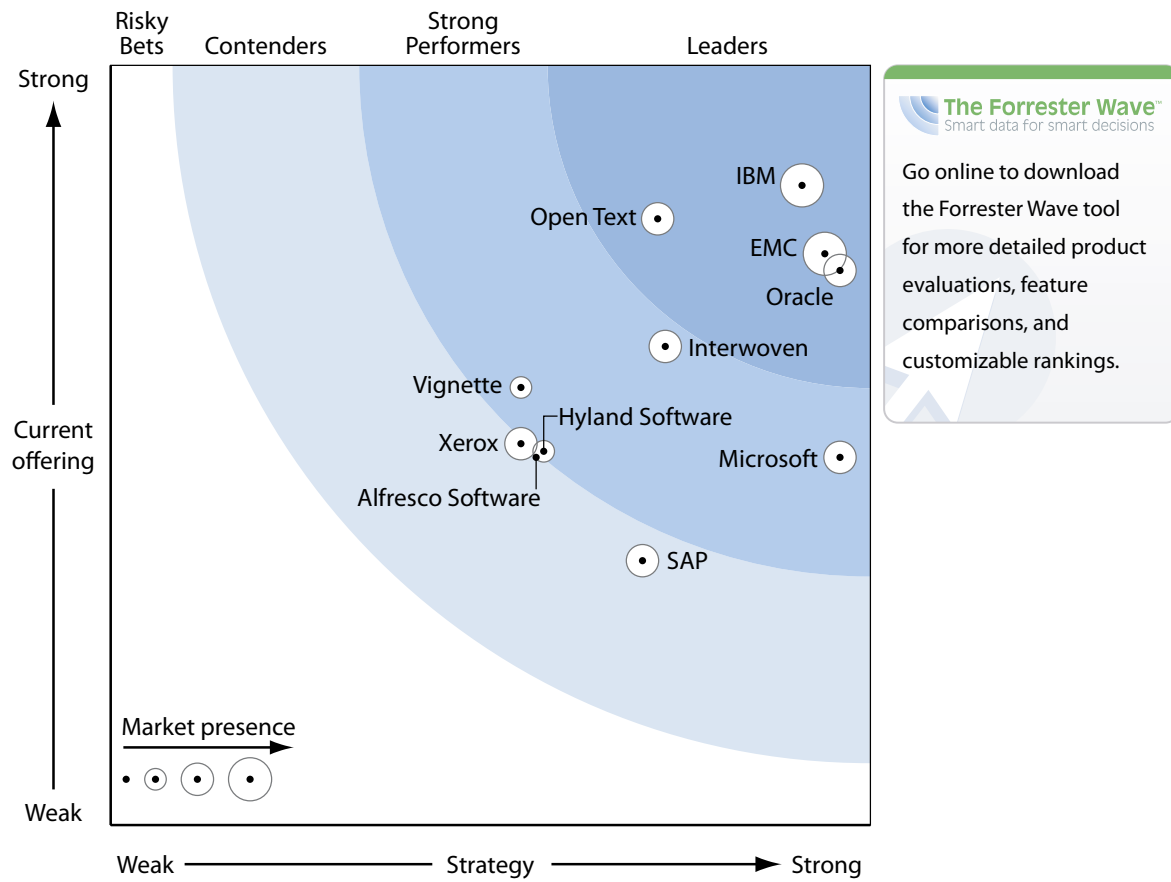 Risky
Bets
Contenders
Strong
Performers
Leaders
Strong
The Forrester Wave™
Smart data for smart decisions
Go online to download
the Forrester Wave tool
for more detailed product
evaluations, feature
comparisons, and
customizable rankings.
IBM
Open Text
EMC
Oracle
Interwoven
Vignette
Hyland Software
Current
offering
Xerox
Microsoft
Alfresco Software
SAP
Market presence
Weak
Weak
Strategy
Strong